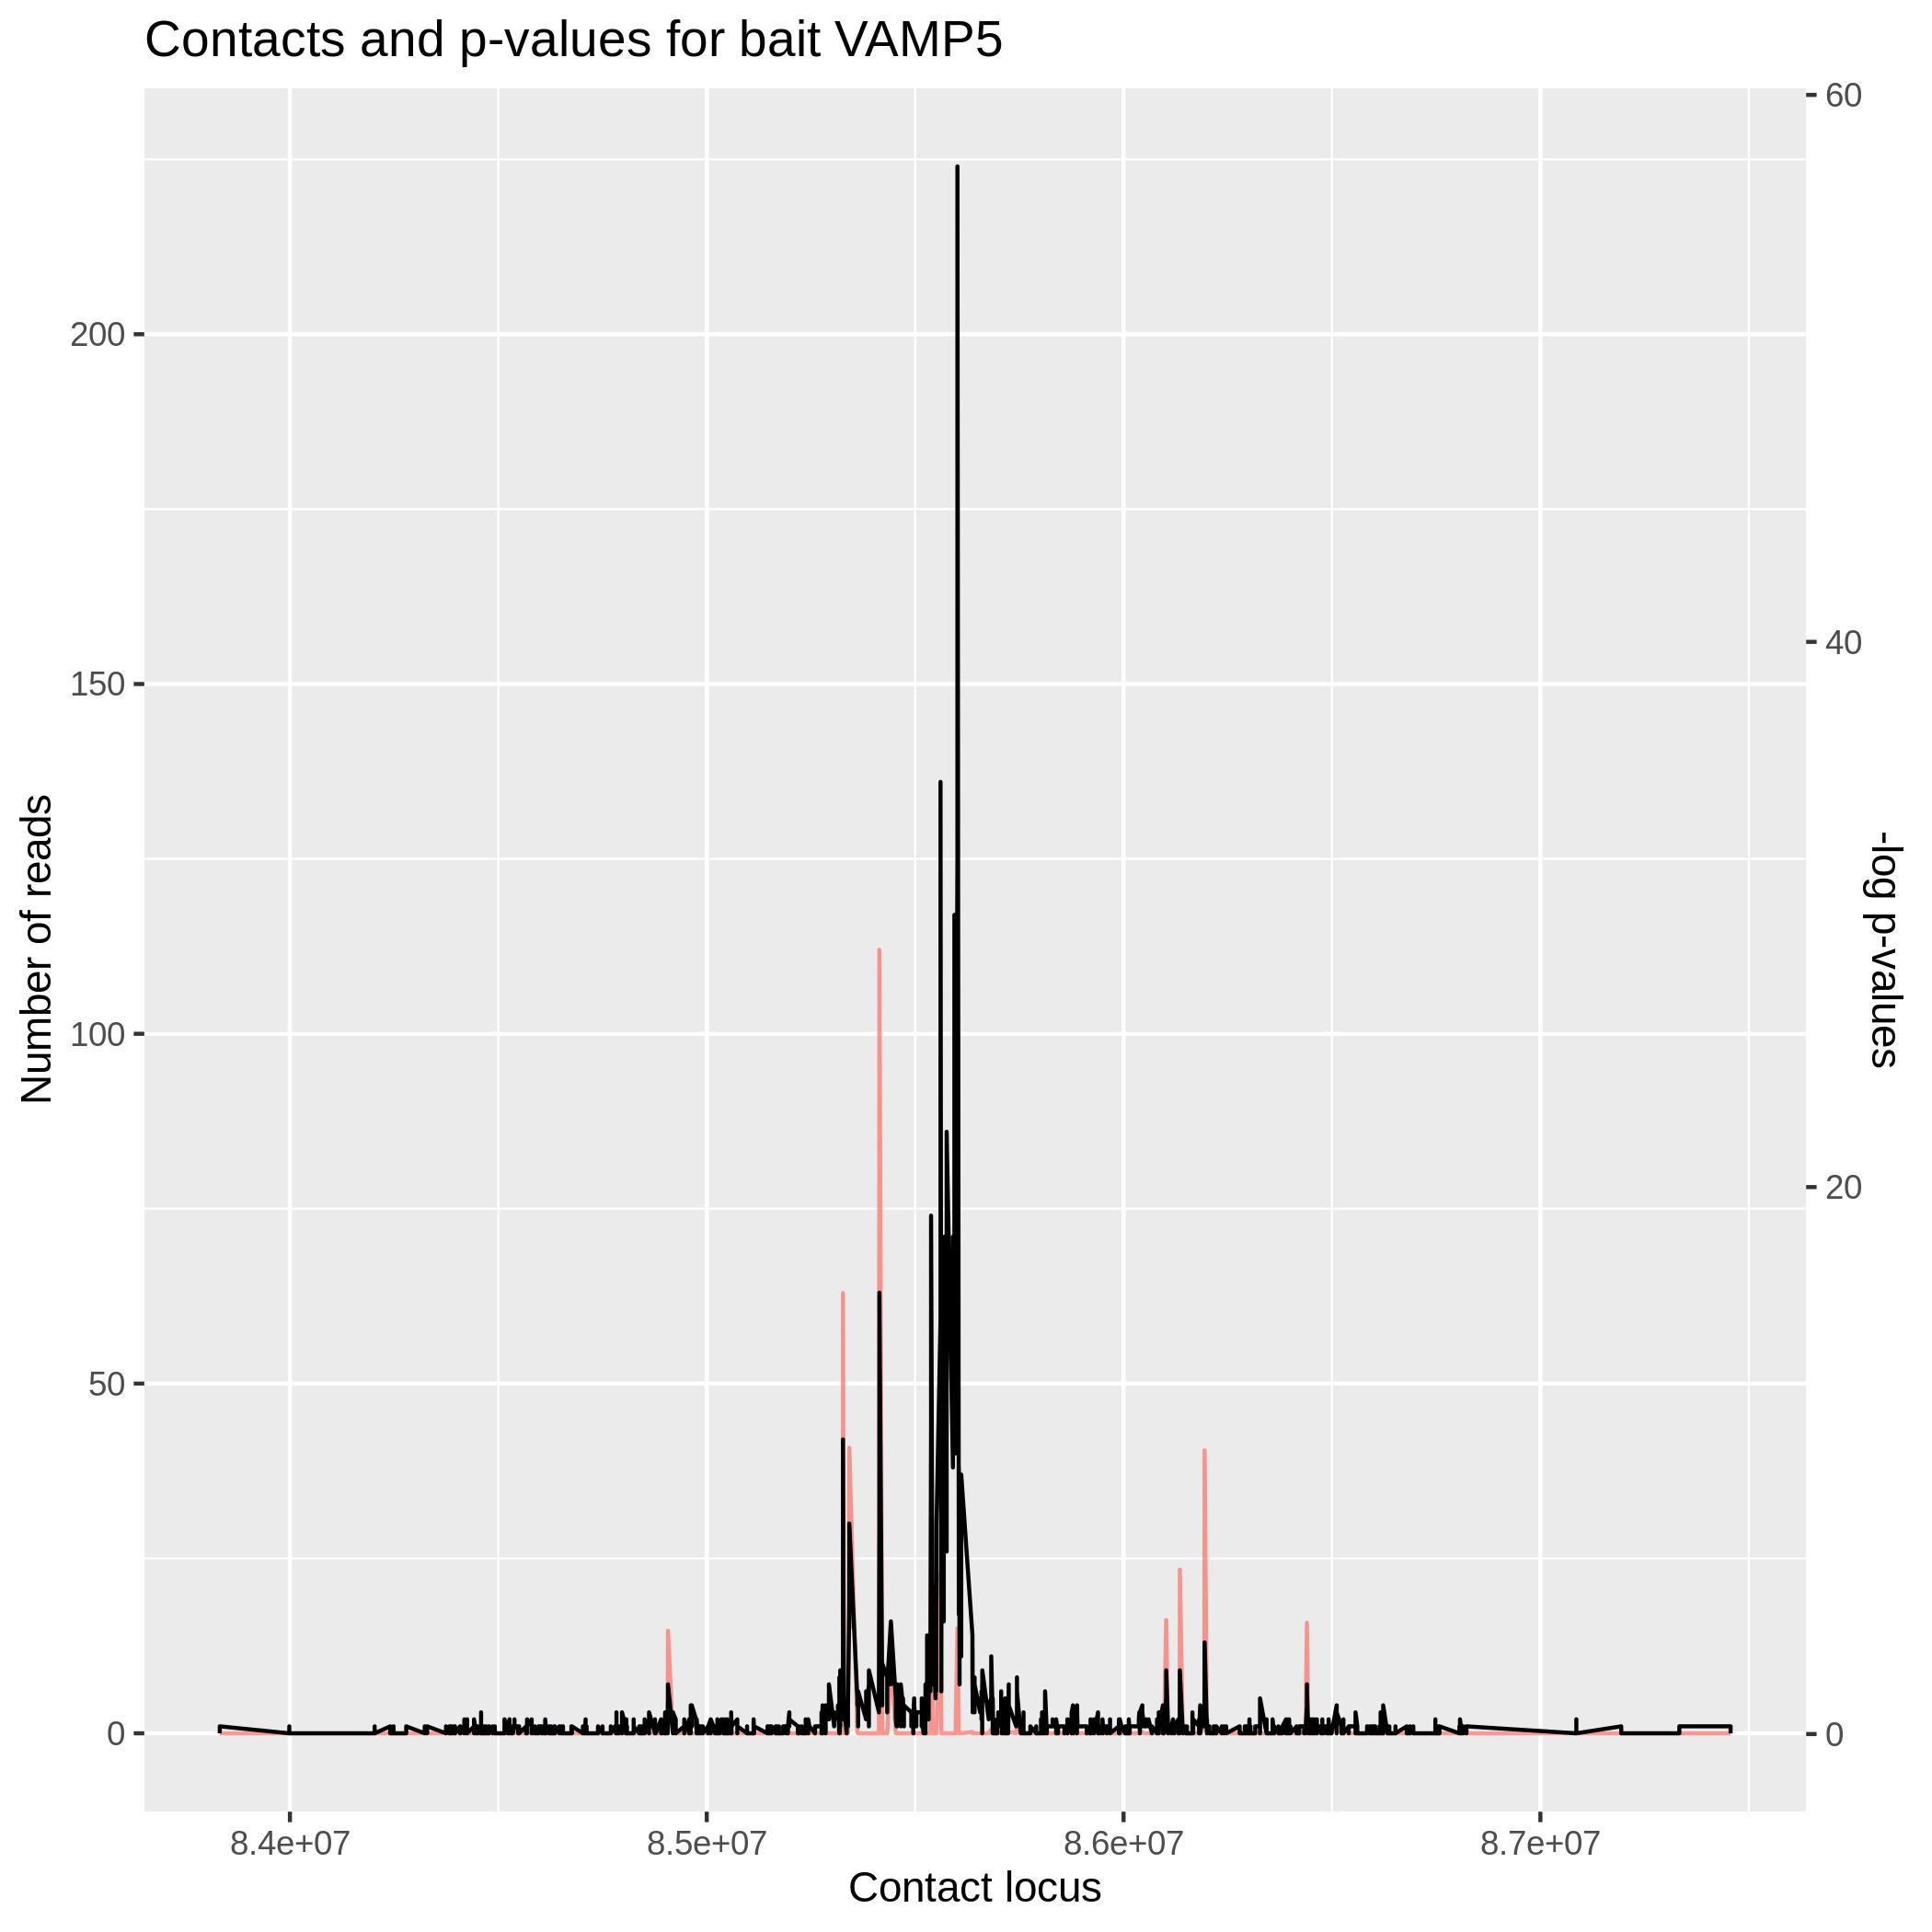 Contacts and p-values for bait VAMP5
Number of reads
200
150
100
50
0
60
40
20
0
-log p-values
8.4e+07
8.5e+07
8.6e+07
8.7e+07
Contact locus